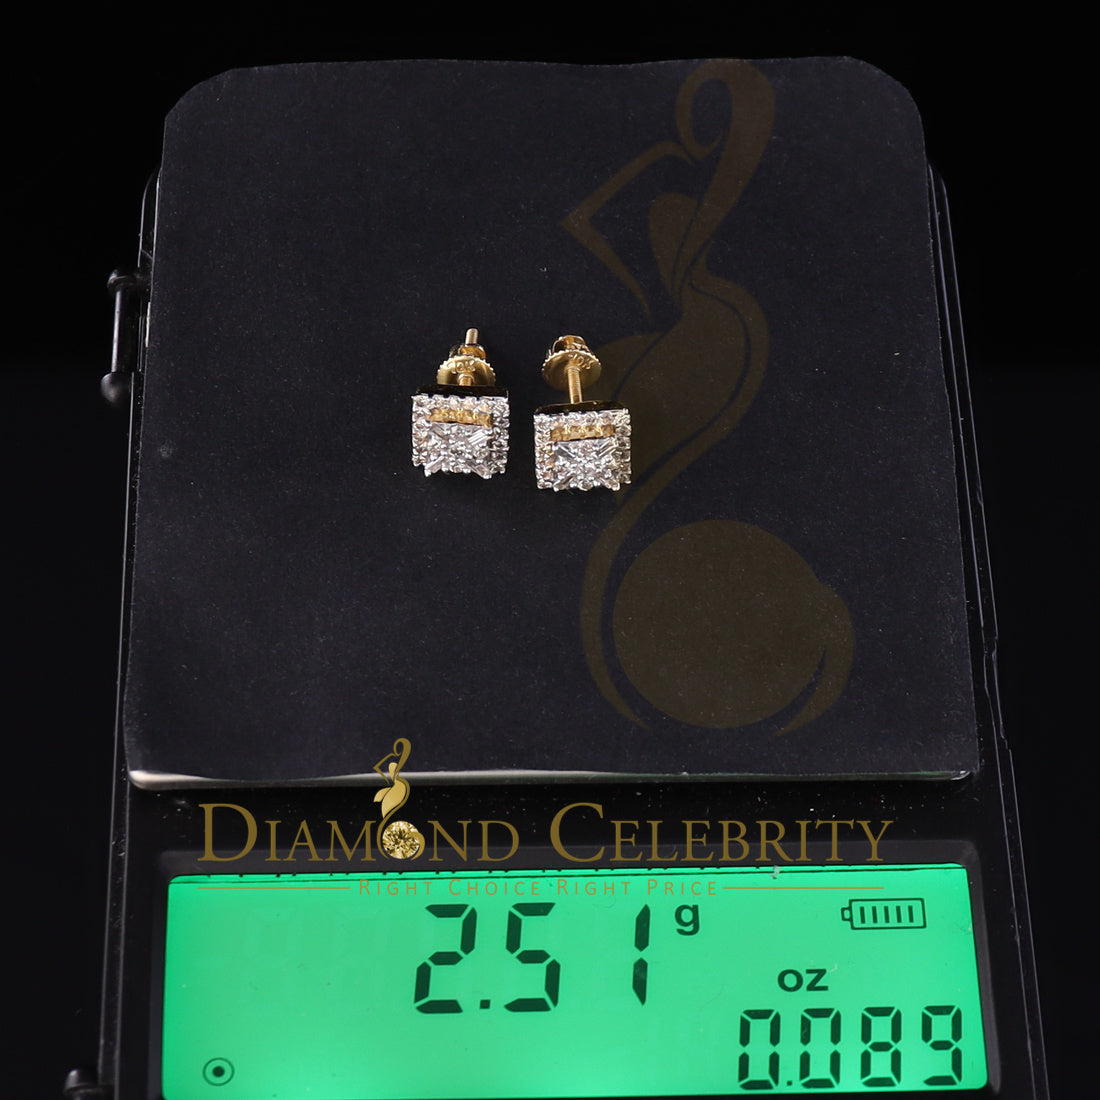 DIAMOND CELEBRITY
RIGHT CHOICE RIGHT PRICE
2.51 g
oz
0.089